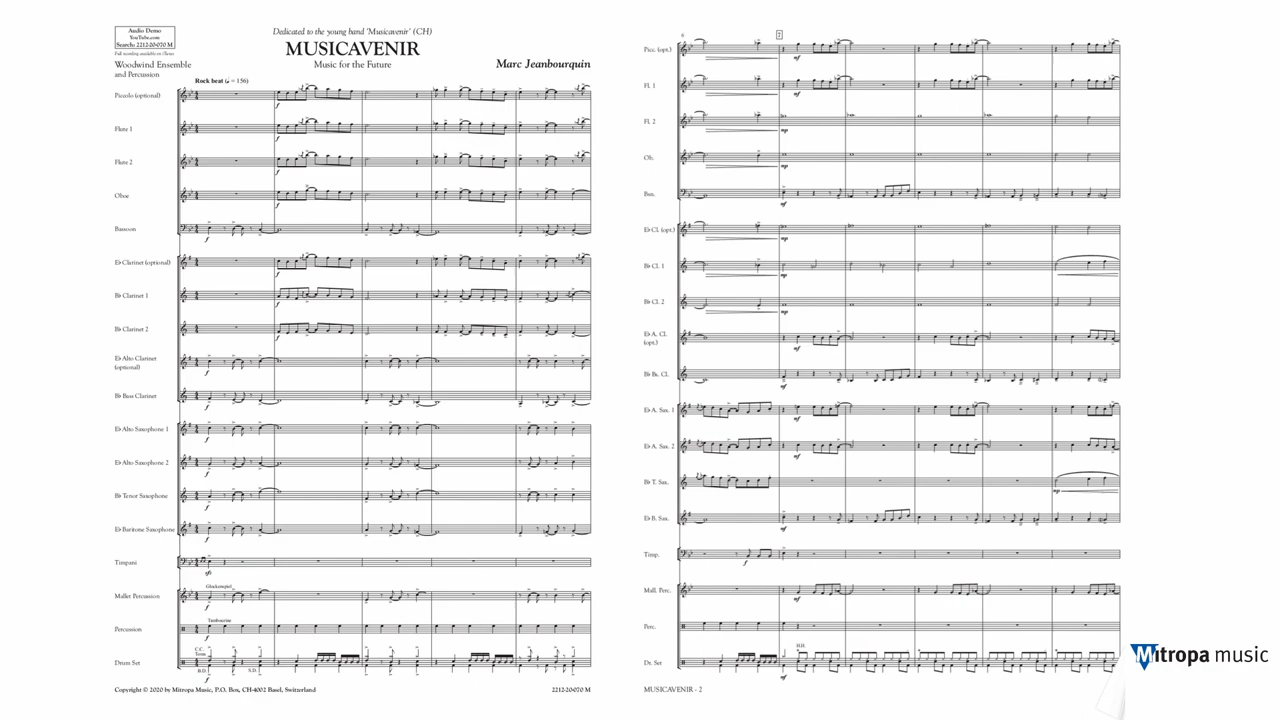 Audio Demo
YouTube.com
Search: 2212-20-070 M
Full recording available on iTunes
Woodwind Ensemble
and Percussion
Dedicated to the young band 'Musicavenir' (CH)
MUSICAVENIR
Music for the Future
Marc Jeanbourquin
Rock beat (♩ = 156)
Piccolo (optional)
Flute 1
Flute 2
Oboe
Bassoon
E♭ Clarinet (optional)
B♭ Clarinet 1
B♭ Clarinet 2
E♭ Alto Clarinet
(optional)
B♭ Bass Clarinet
E♭ Alto Saxophone 1
E♭ Alto Saxophone 2
B♭ Tenor Saxophone
E♭ Baritone Saxophone
Timpani
Mallet Percussion
Glockenspiel
Percussion
Tambourine
Drum Set
C.C.
Toms
B.D.
S.D.
Copyright © 2020 by Mitropa Music, P.O. Box, CH-4002 Basel, Switzerland
2212-20-070 M
6
7
Picc. (opt.)
Fl. 1
Fl. 2
Ob.
Bsn.
E♭ Cl. (opt.)
B♭ Cl. 1
B♭ Cl. 2
E♭ A. Cl.
(opt.)
B♭ Bs. Cl.
E♭ A. Sax. 1
E♭ A. Sax. 2
B♭ T. Sax.
E♭ B. Sax.
Timp.
Mall. Perc.
Perc.
Dr. Set
H.H.
MUSICAVENIR - 2
Mitropa music